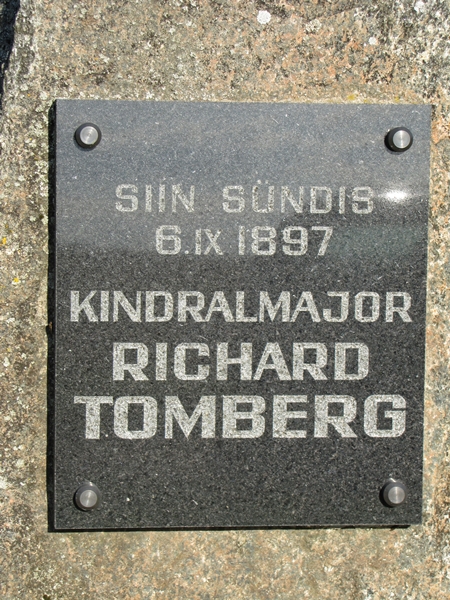 SIIN SÜNDIS
6.IX 1897
KINDRALMAJOR
RICHARD
TOMBERG